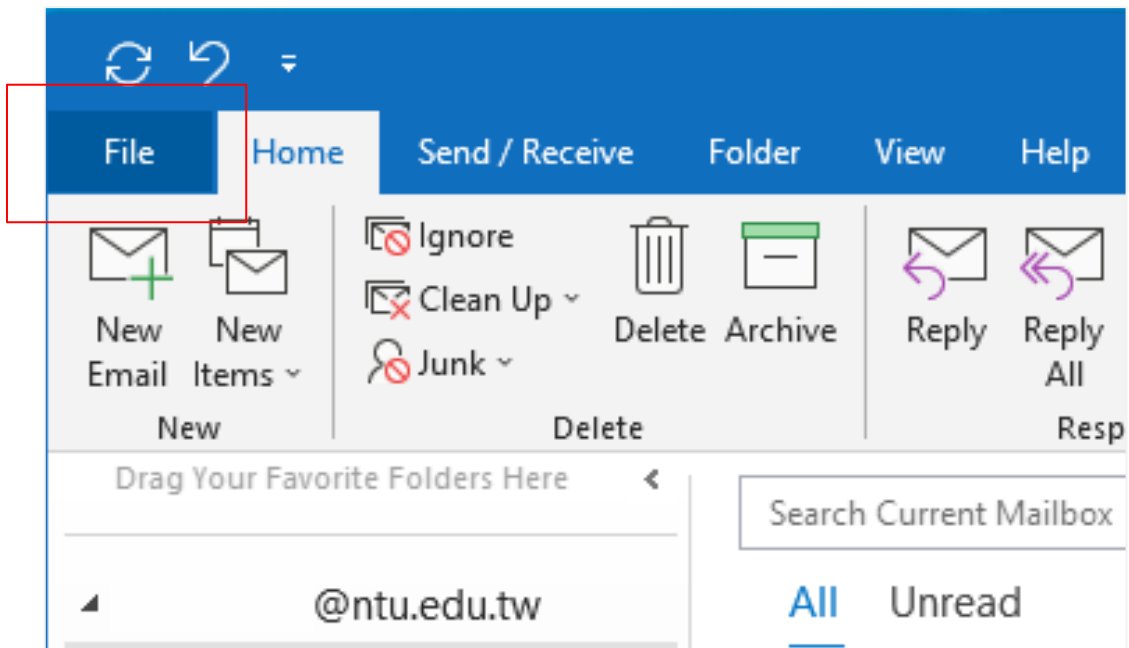 File Home Send / Receive Folder View Help
Ignore
Clean Up
Junk
New Email
New Items
Delete Archive
Reply
Reply All
New Delete Resp
Drag Your Favorite Folders Here
Search Current Mailbox
@ntu.edu.tw
All Unread